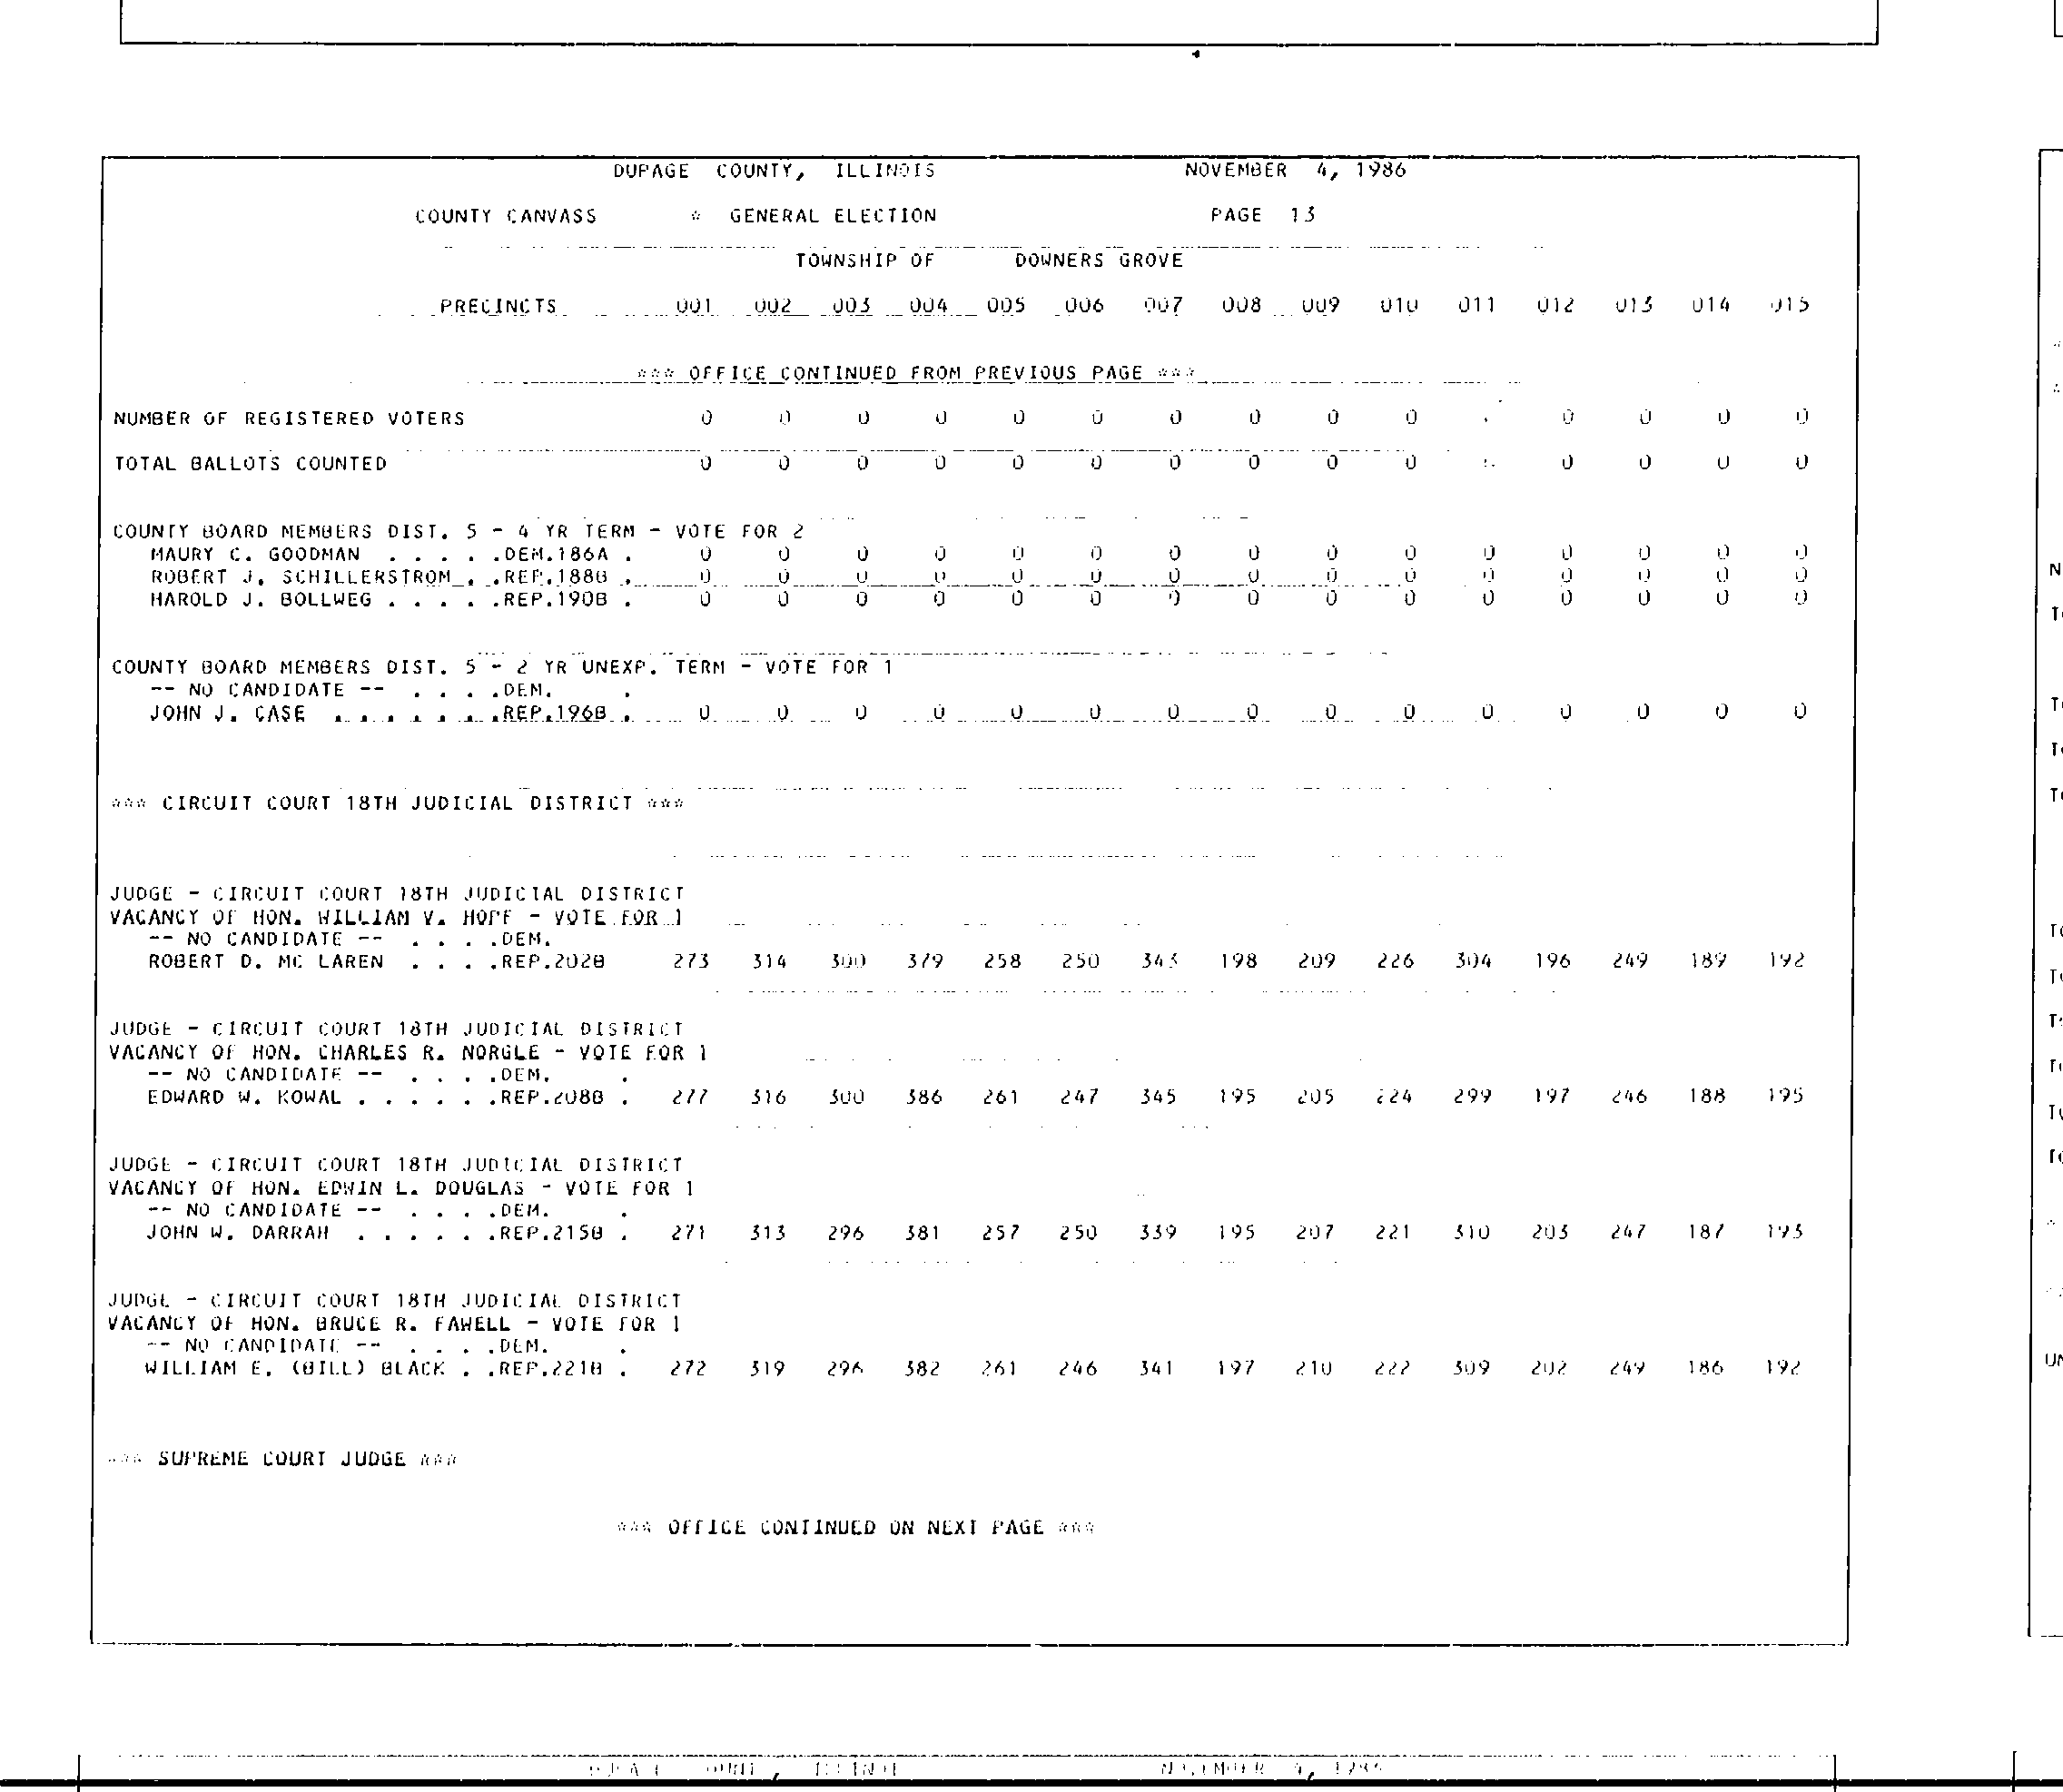 DUPAGE COUNTY, ILLINOIS NOVEMBER 4, 1986
COUNTY CANVASS * GENERAL ELECTION PAGE 13
TOWNSHIP OF DOWNERS GROVE
PRECINCTS 001 002 003 004 005 006 007 008 009 010 011 012 013 014 015
*** OFFICE CONTINUED FROM PREVIOUS PAGE ***
NUMBER OF REGISTERED VOTERS 0 0 0 0 0 0 0 0 0 0 0 0 0 0
TOTAL BALLOTS COUNTED 0 0 0 0 0 0 0 0 0 0 0 0 0 0
COUNTY BOARD MEMBERS DIST. 5 - 4 YR TERM - VOTE FOR 2
MAURY C. GOODMAN . . . . . .DEM.186A . 0 0 0 0 0 0 0 0 0 0 0 0 0 0 0
ROBERT J. SCHILLERSTROM . .REP.188B . 0 0 0 0 0 0 0 0 0 0 0 0 0 0 0
HAROLD J. BOLLWEG . . . . .REP.190B . 0 0 0 0 0 0 0 0 0 0 0 0 0 0 0
COUNTY BOARD MEMBERS DIST. 5 - 2 YR UNEXP. TERM - VOTE FOR 1
-- NO CANDIDATE -- . . . .DEM. .
JOHN J. CASE . . . . . . .REP.196B . 0 0 0 0 0 0 0 0 0 0 0 0 0 0 0
*** CIRCUIT COURT 18TH JUDICIAL DISTRICT ***
JUDGE - CIRCUIT COURT 18TH JUDICIAL DISTRICT
VACANCY OF HON. WILLIAM V. HOPF - VOTE FOR 1
-- NO CANDIDATE -- . . . .DEM.
ROBERT D. MC LAREN . . . .REP.202B 273 314 300 379 258 250 343 198 209 226 304 196 249 189 192
JUDGE - CIRCUIT COURT 18TH JUDICIAL DISTRICT
VACANCY OF HON. CHARLES R. NORGLE - VOTE FOR 1
-- NO CANDIDATE -- . . . .DEM. .
EDWARD W. KOWAL . . . . . .REP.208B . 277 316 300 386 261 247 345 195 205 224 299 197 246 188 195
JUDGE - CIRCUIT COURT 18TH JUDICIAL DISTRICT
VACANCY OF HON. EDWIN L. DOUGLAS - VOTE FOR 1
-- NO CANDIDATE -- . . . .DEM. .
JOHN W. DARRAH . . . . . .REP.215B . 271 313 296 381 257 250 339 195 207 221 310 203 247 187 193
JUDGE - CIRCUIT COURT 18TH JUDICIAL DISTRICT
VACANCY OF HON. BRUCE R. FAWELL - VOTE FOR 1
-- NO CANDIDATE -- . . . .DEM. .
WILLIAM E. (BILL) BLACK . .REP.221B . 272 319 296 382 261 246 341 197 210 222 309 202 249 186 192
*** SUPREME COURT JUDGE ***
*** OFFICE CONTINUED ON NEXT PAGE ***